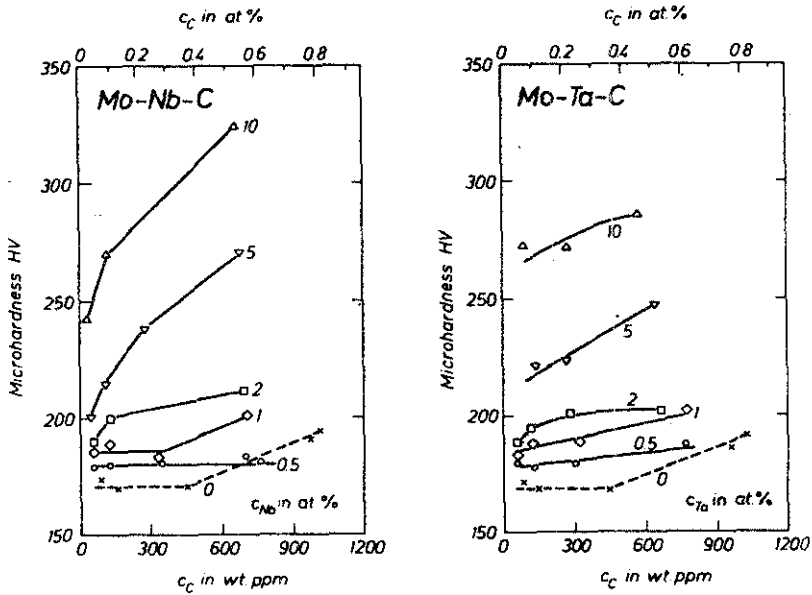 c_C in at %
0 0.2 0.4 0.6 0.8 1
350
300
250
200
150
Microhardness HV
Mo-Nb-C
10
5
2
1
0.5
0
c_Nb in at %
0 300 600 900 1200
c_C in wt. ppm
c_C in at.%
0 0.2 0.4 0.6 0.8 1
350
300
250
200
150
Microhardness HV
Mo-Ta-C
10
5
2
1
0.5
0
c_Ta in at.%
0 300 600 900 1200
c_C in wt.ppm